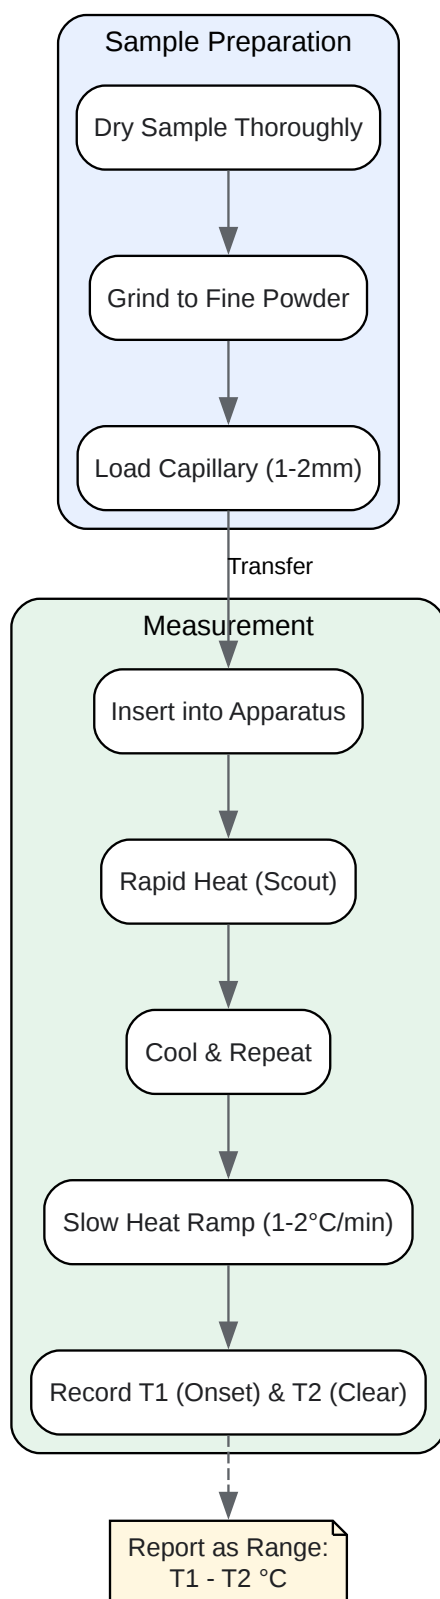 Sample Preparation
Dry Sample Thoroughly
Grind to Fine Powder
Load Capillary (1-2mm)
Transfer
Measurement
Insert into Apparatus
Rapid Heat (Scout)
Cool & Repeat
Slow Heat Ramp (1-2°C/min)
Record T1 (Onset) & T2 (Clear)
Report as Range:
T1 - T2 °C